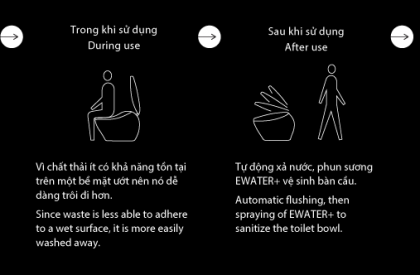 Trong khi sử dụng
During use
Vì chất thải ít có khả năng tồn tại
trên một bề mặt ướt nên nó dễ
dàng trôi đi hơn.
Since waste is less able to adhere
to a wet surface, it is more easily
washed away.
Sau khi sử dụng
After use
Tự động xả nước, phun sương
EWATER+ vệ sinh bàn cầu.
Automatic flushing, then
spraying of EWATER+ to
sanitize the toilet bowl.